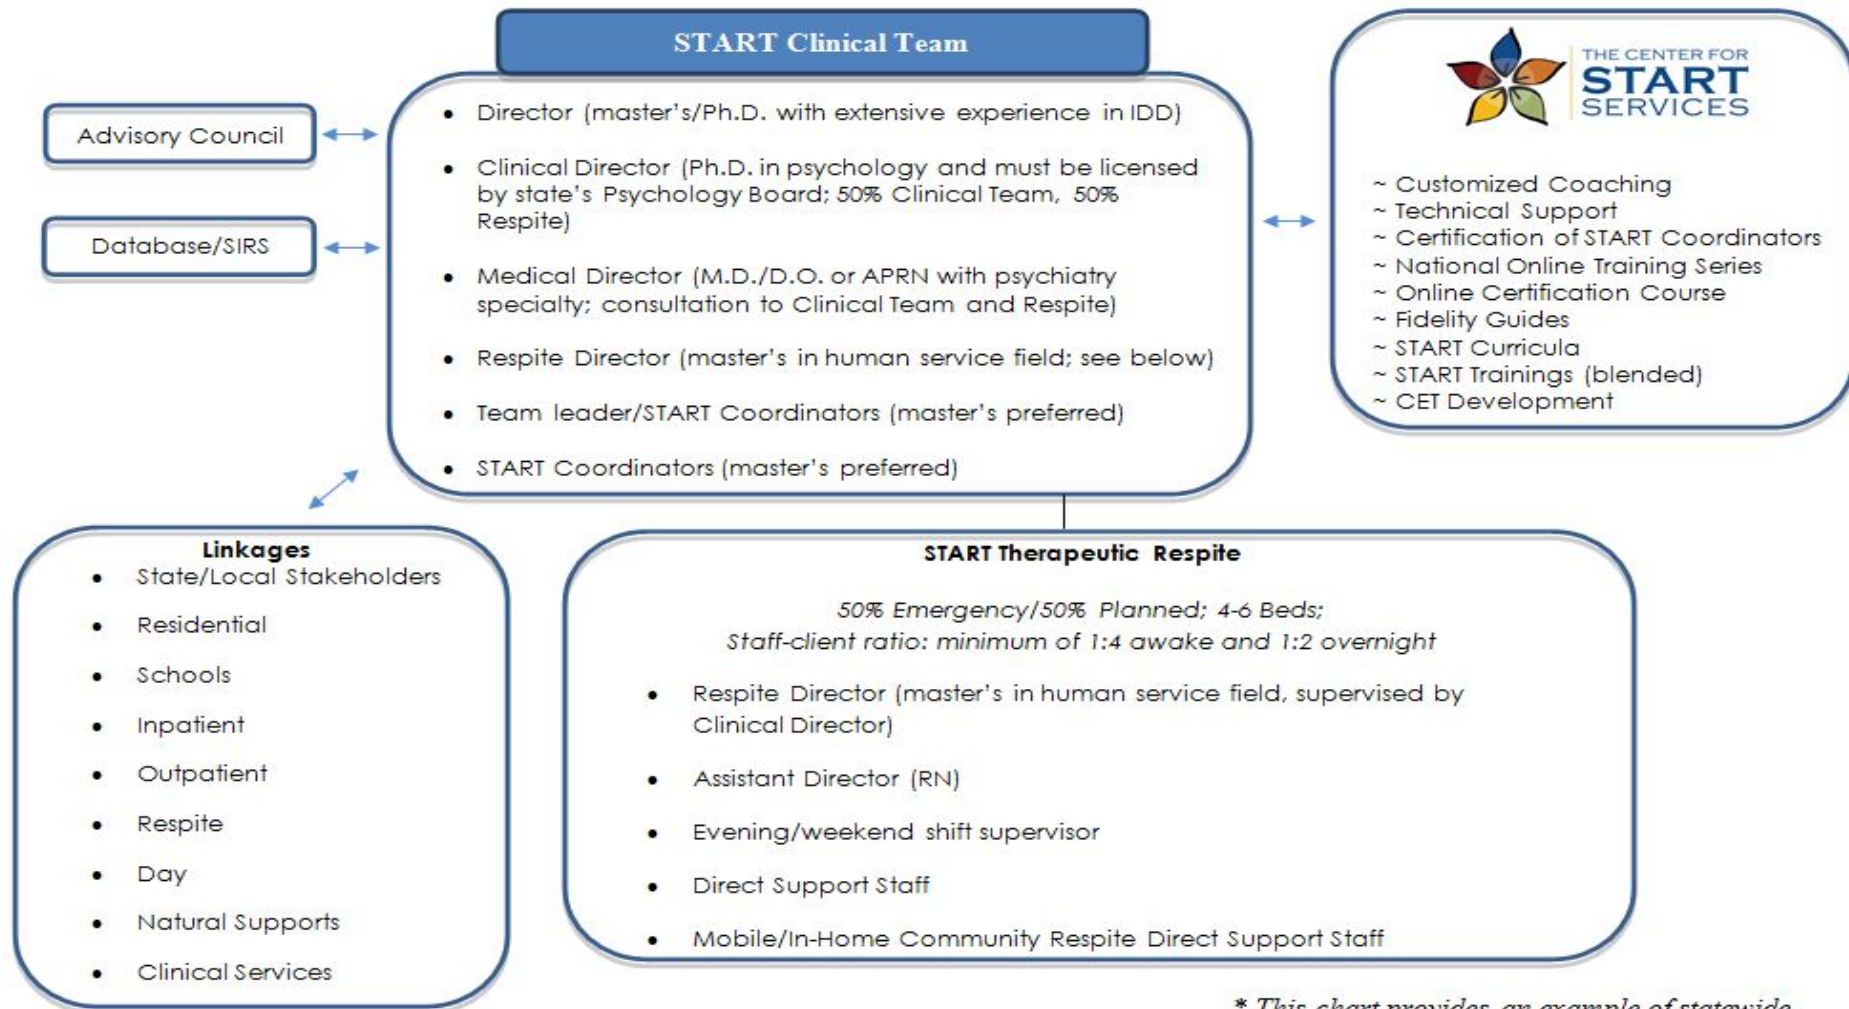 START Clinical Team
Advisory Council
Database/SIRS
• Director (master's/Ph.D. with extensive experience in IDD)
• Clinical Director (Ph.D. in psychology and must be licensed
by state's Psychology Board; 50% Clinical Team, 50%
Respite)
• Medical Director (M.D./D.O. or APRN with psychiatry
specialty; consultation to Clinical Team and Respite)
• Respite Director (master's in human service field; see below)
• Team leader/START Coordinators (master's preferred)
• START Coordinators (master's preferred)
THE CENTER FOR
START
SERVICES
~ Customized Coaching
~ Technical Support
~ Certification of START Coordinators
~ National Online Training Series
~ Online Certification Course
~ Fidelity Guides
~ START Curricula
~ START Trainings (blended)
~ CET Development
Linkages
• State/Local Stakeholders
• Residential
• Schools
• Inpatient
• Outpatient
• Respite
• Day
• Natural Supports
• Clinical Services
START Therapeutic Respite
50% Emergency/50% Planned; 4-6 Beds;
Staff-client ratio: minimum of 1:4 awake and 1:2 overnight
• Respite Director (master's in human service field, supervised by
Clinical Director)
• Assistant Director (RN)
• Evening/weekend shift supervisor
• Direct Support Staff
• Mobile/In-Home Community Respite Direct Support Staff
* This chart provides an example of statewide